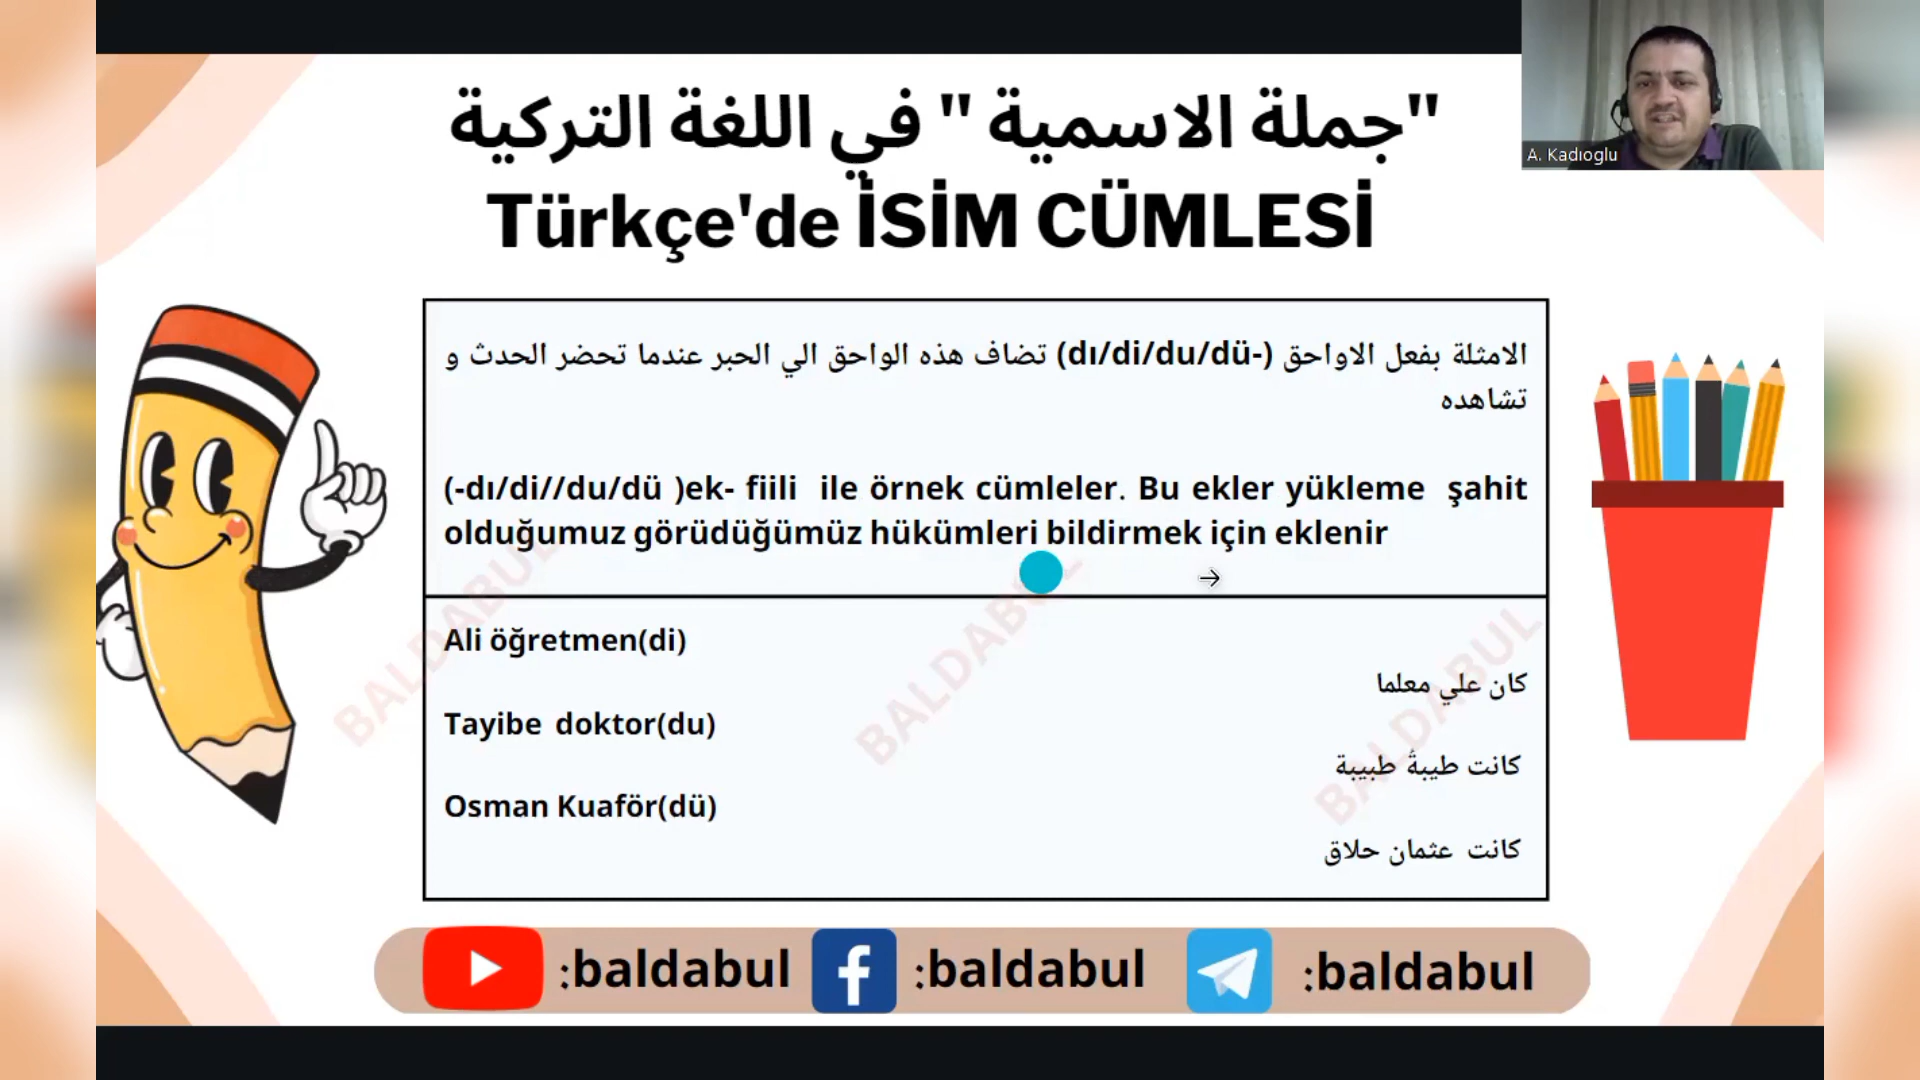 "جملة الاسمية " في اللغة التركية
Türkçe'de İSİM CÜMLESİ
A. Kadıoglu
الامثلة بفعل الاواحق (-dı/di/du/dü) تضاف هذه الواحق الي الحبر عندما تحضر الحدث و
تشاهده
(-dı/di//du/dü )ek- fiili ile örnek cümleler. Bu ekler yükleme şahit
olduğumuz görüdüğümüz hükümleri bildirmek için eklenir
Ali öğretmen(di)
كان علي معلما
Tayibe doktor(du)
كانت طيبةُ طبيبة
Osman Kuaför(dü)
كانت عثمان حلاق
BALDABUL
BALDABUL
BALDABUL
:baldabul
:baldabul
:baldabul